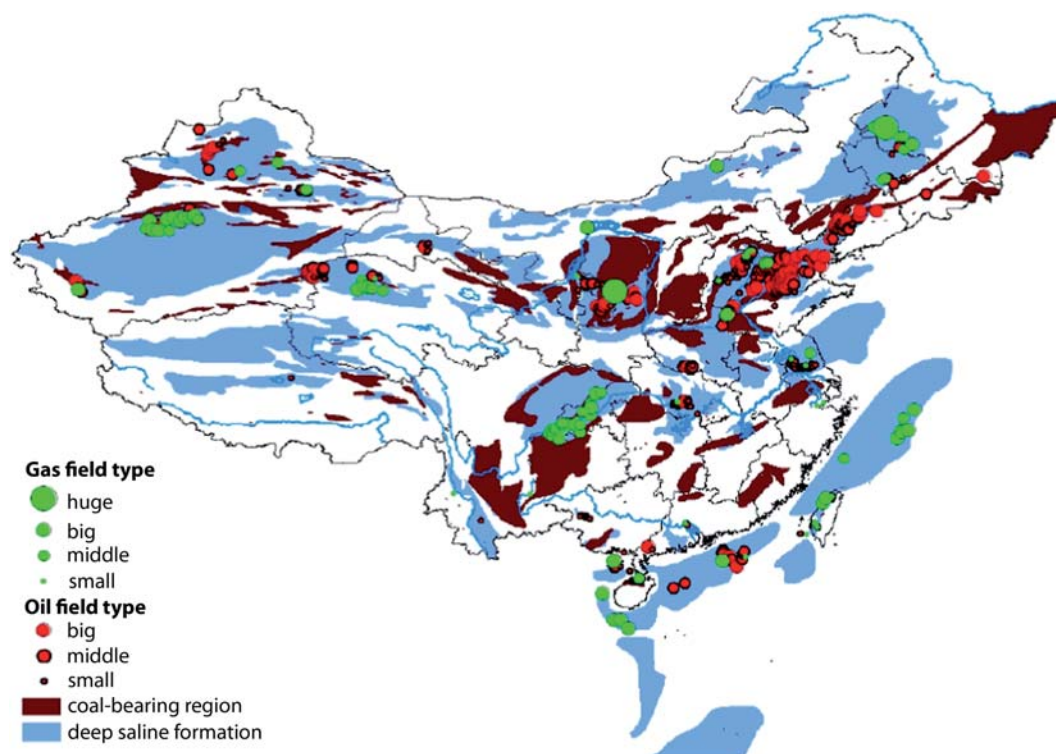 Gas field type
huge
big
middle
small
Oil field type
big
middle
small
coal-bearing region
deep saline formation